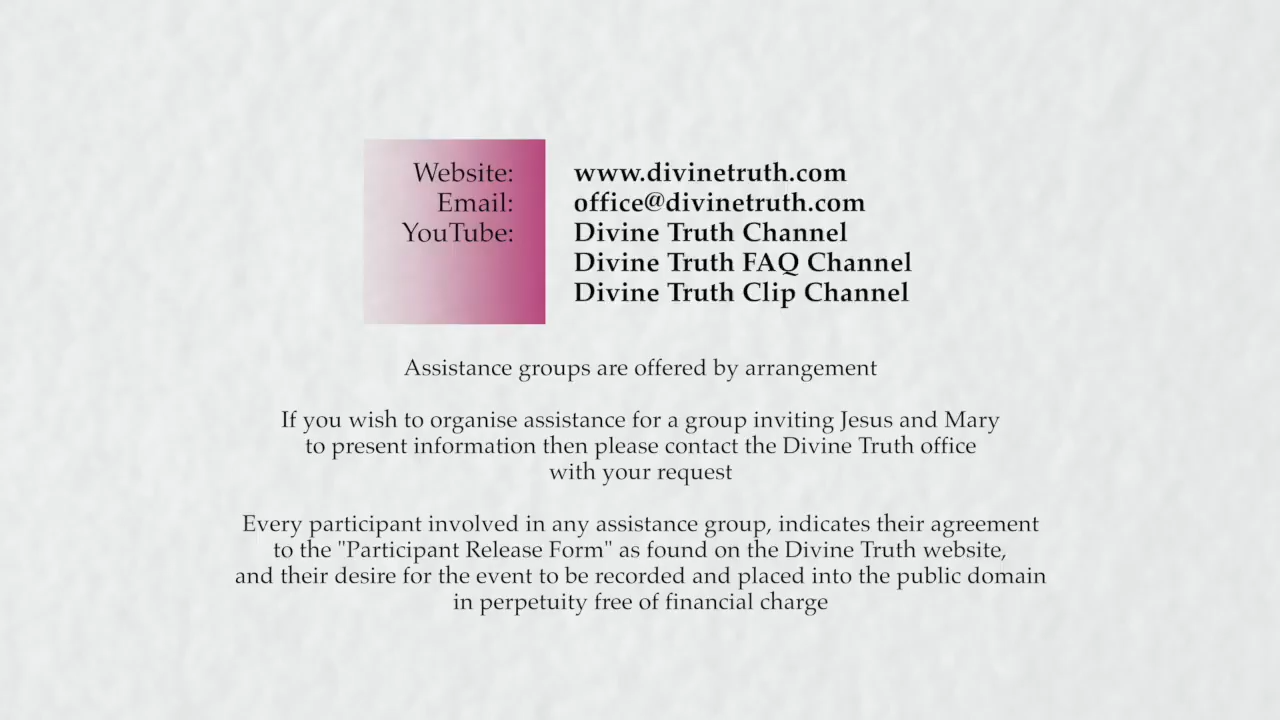 Website: www.divinetruth.com
Email: office@divinetruth.com
YouTube: Divine Truth Channel
Divine Truth FAQ Channel
Divine Truth Clip Channel
Assistance groups are offered by arrangement
If you wish to organise assistance for a group inviting Jesus and Mary
to present information then please contact the Divine Truth office
with your request
Every participant involved in any assistance group, indicates their agreement
to the "Participant Release Form" as found on the Divine Truth website,
and their desire for the event to be recorded and placed into the public domain
in perpetuity free of financial charge